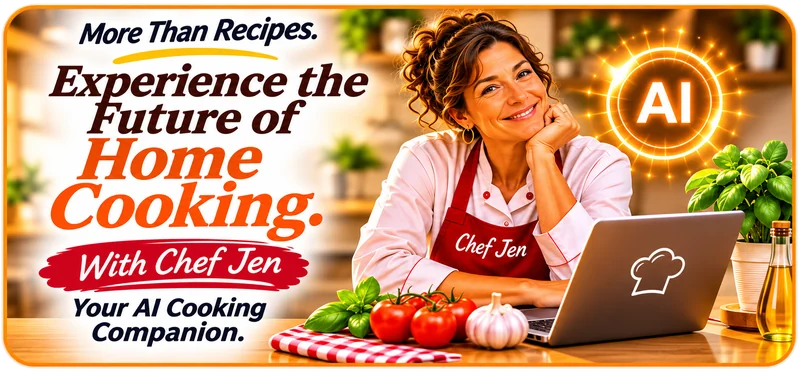 More Than Recipes.
Experience the
Future of
Home
Cooking.
With Chef Jen
Your AI Cooking
Companion.
Chef Jen
AI